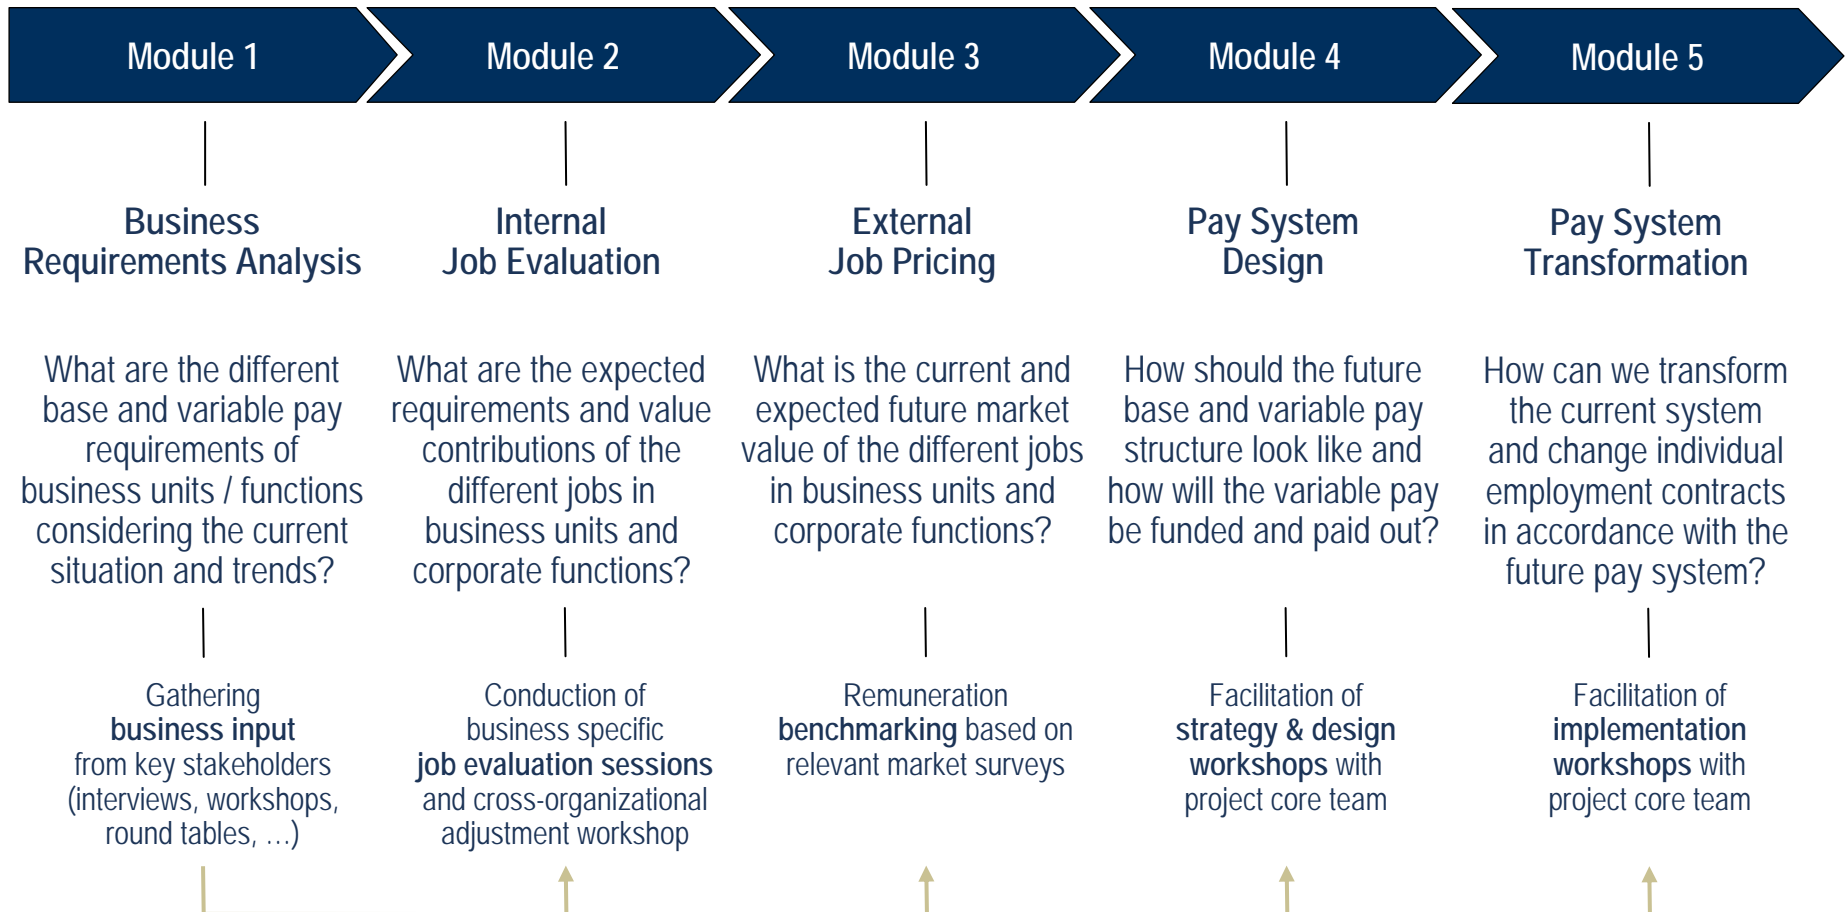 Module 1
Module 2
Module 3
Module 4
Module 5
Business
Requirements Analysis
Internal
Job Evaluation
External
Job Pricing
Pay System
Design
Pay System
Transformation
What are the different
base and variable pay
requirements of
business units / functions
considering the current
situation and trends?
What are the expected
requirements and value
contributions of the
different jobs in
business units and
corporate functions?
What is the current and
expected future market
value of the different jobs
in business units and
corporate functions?
How should the future
base and variable pay
structure look like and
how will the variable pay
be funded and paid out?
How can we transform
the current system
and change individual
employment contracts
in accordance with the
future pay system?
Gathering
business input
from key stakeholders
(interviews, workshops,
round tables, …)
Conduction of
business specific
job evaluation sessions
and cross-organizational
adjustment workshop
Remuneration
benchmarking based on
relevant market surveys
Facilitation of
strategy & design
workshops with
project core team
Facilitation of
implementation
workshops with
project core team